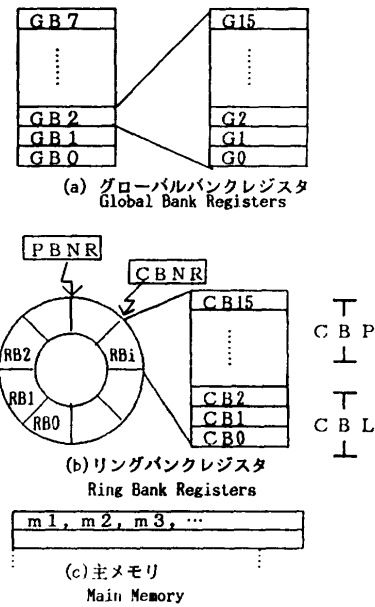 GB7
G15
GB2
G2
GB1
G1
GB0
G0
(a) グローバルバンクレジスタ
Global Bank Registers
PBNR
CBNR
CB15
RB2
RBi
RB1
RB0
CB2
CB1
CB0
CBP
CBL
(b)リングバンクレジスタ
Ring Bank Registers
m1, m2, m3, …
(c)主メモリ
Main Memory